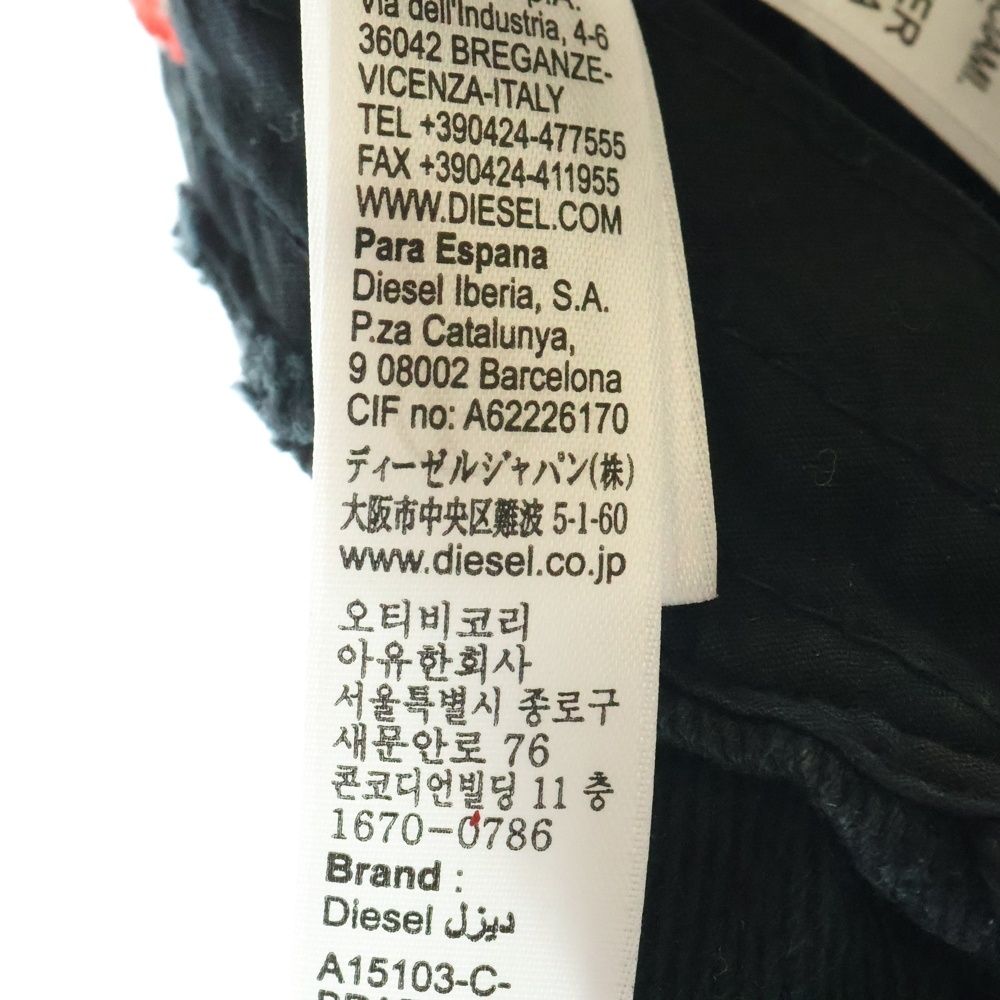 Via dell'Industria, 4-6
36042 BREGANZE-
VICENZA-ITALY
TEL +390424-477555
FAX +390424-411955
WWW.DIESEL.COM
Para Espana
Diesel Iberia, S.A.
P.za Catalunya,
9 08002 Barcelona
CIF no: A62226170
ディーゼルジャパン(株)
大阪市中央区難波 5-1-60
www.diesel.co.jp
오티비코리
아유한회사
서울특별시 종로구
새문안로 76
콘코디언빌딩 11 층
1670-0786
Brand :
Diesel ديزل
A15103-C-